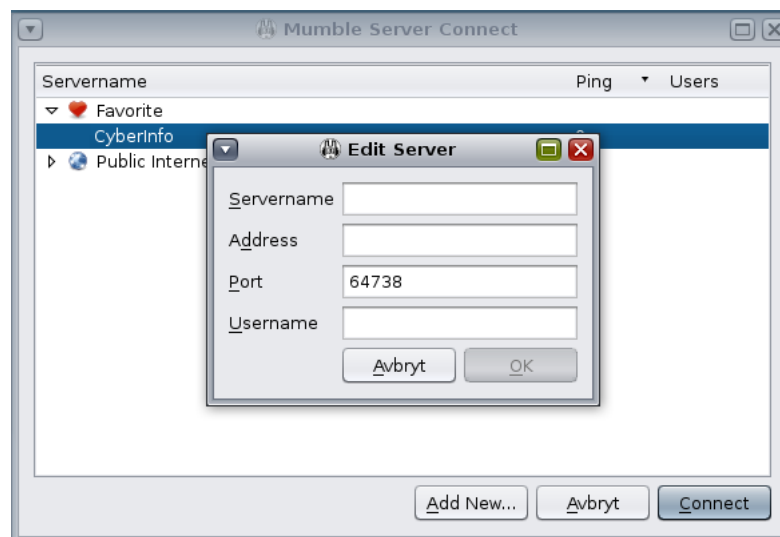 Mumble Server Connect
Servername Ping Users
Favorite
CyberInfo
Public Interne
Edit Server
Servername
Address
Port 64738
Username
Avbryt OK
Add New... Avbryt Connect